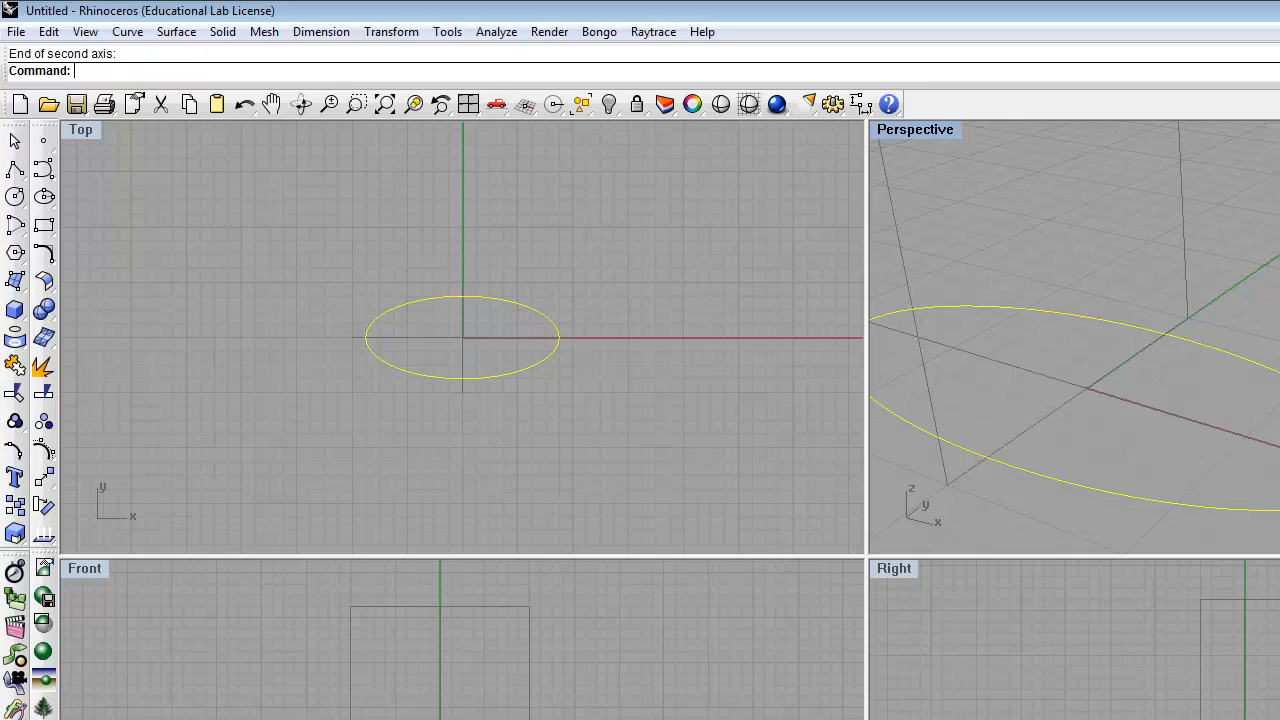 Untitled - Rhinoceros (Educational Lab License)
File Edit View Curve Surface Solid Mesh Dimension Transform Tools Analyze Render Bongo Raytrace Help
End of second axis:
Command:
Top
Perspective
y
x
z
y
x
Front
Right